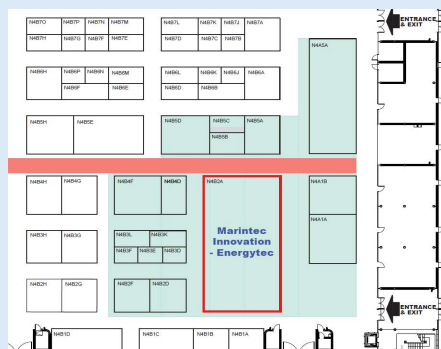 N4B7O N4B7P N4B7N N4B7M N4B7L N4B7K N4B7J N4B7A
ENTRANCE & EXIT
N4B7H N4B7G N4B7F N4B7E N4B7D N4B7C N4B7B
N4A5A
N4B6H N4B6P N4B6N N4B6M N4B6L N4B6K N4B6J N4B6A
N4B6F N4B6E N4B6D N4B6B
N4B5H N4B5E N4B5D N4B5C N4B5A
N4B5B
N4B4H N4B4G N4B4F N4B4D N4B2A N4A1B
N4A1A
N4B3H N4B3G N4B3L N4B3K
N4B3F N4B3E N4B3D
Marintec
Innovation
- Energytec
N4B2H N4B2G N4B2F N4B2D
ENTRANCE & EXIT
N4B1D N4B1C N4B1B N4B1A